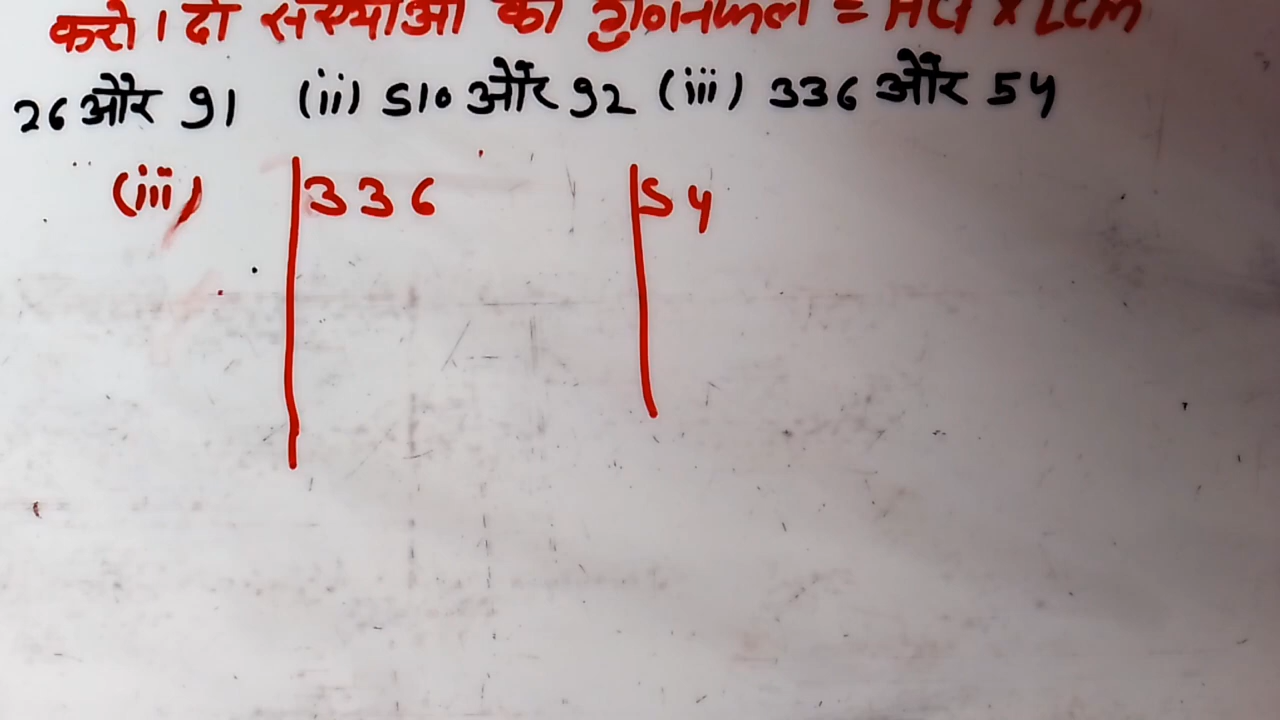 करो । दो संख्याओं का गुणनफल = HCF × LCM
26 और 91 (ii) 510 और 92 (iii) 336 और 54
(iii) 336 54